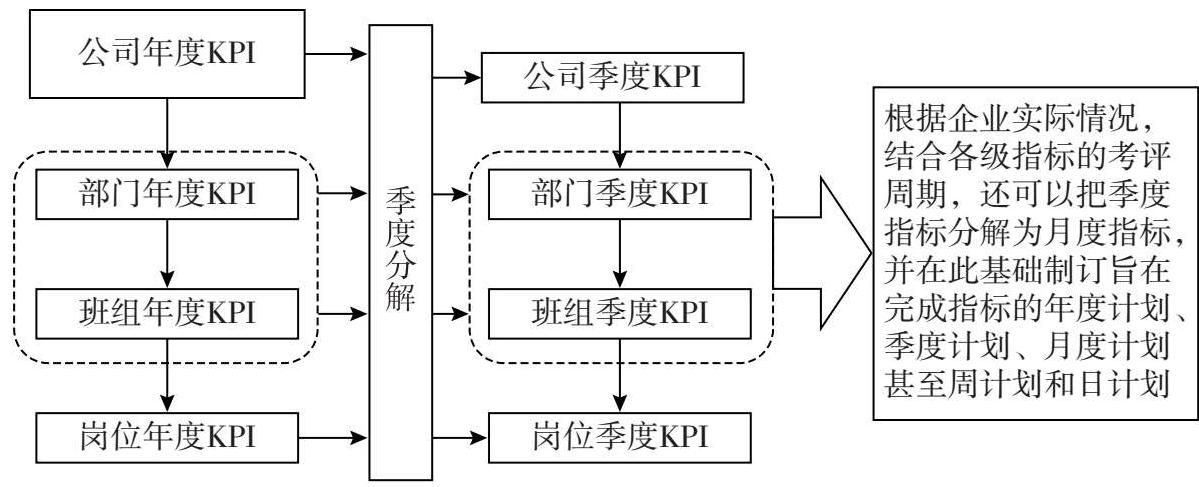 公司年度KPI
部门年度KPI
班组年度KPI
岗位年度KPI
季度分解
公司季度KPI
部门季度KPI
班组季度KPI
岗位季度KPI
根据企业实际情况，
结合各级指标的考评
周期，还可以把季度
指标分解为月度指标，
并在此基础制订旨在
完成指标的年度计划、
季度计划、月度计划
甚至周计划和日计划